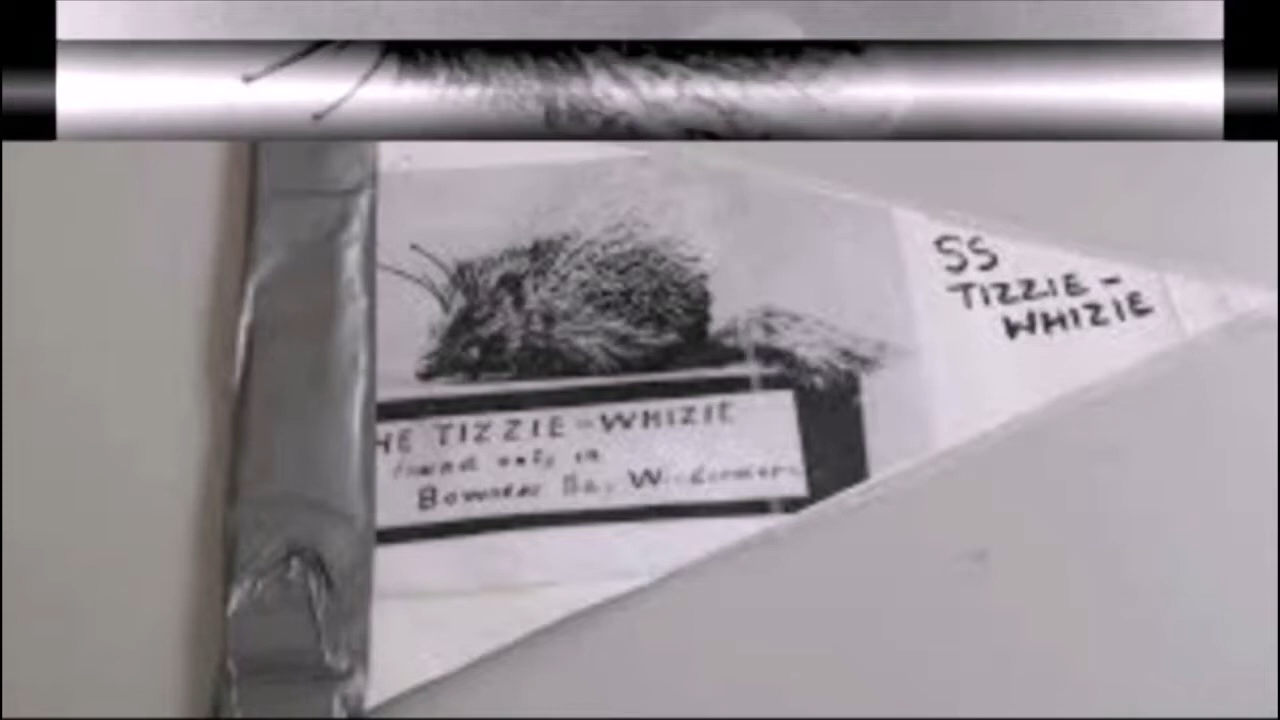 SS
TIZZIE-
WHIZIE
HE TIZZIE-WHIZIE
found only in
Bowness Bay, Windermere